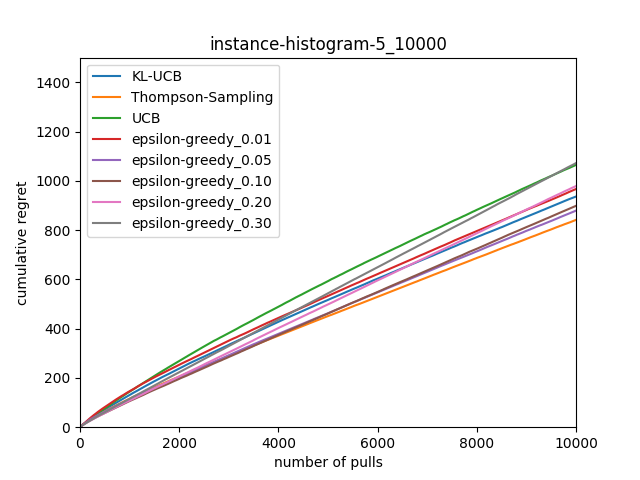 instance-histogram-5_10000
1400
1200
1000
800
600
400
200
0
cumulative regret
KL-UCB
Thompson-Sampling
UCB
epsilon-greedy_0.01
epsilon-greedy_0.05
epsilon-greedy_0.10
epsilon-greedy_0.20
epsilon-greedy_0.30
0 2000 4000 6000 8000 10000
number of pulls